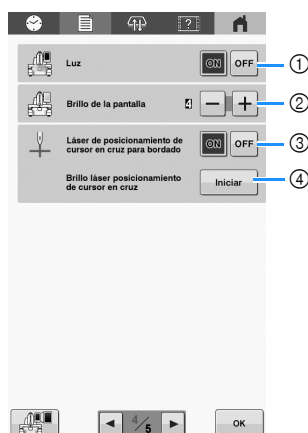 ?
Luz
ON
OFF
①
Brillo de la pantalla
4
−
+
②
Láser de posicionamiento de
cursor en cruz para bordado
ON
OFF
③
Brillo láser posicionamiento
de cursor en cruz
Iniciar
④
4/5
OK